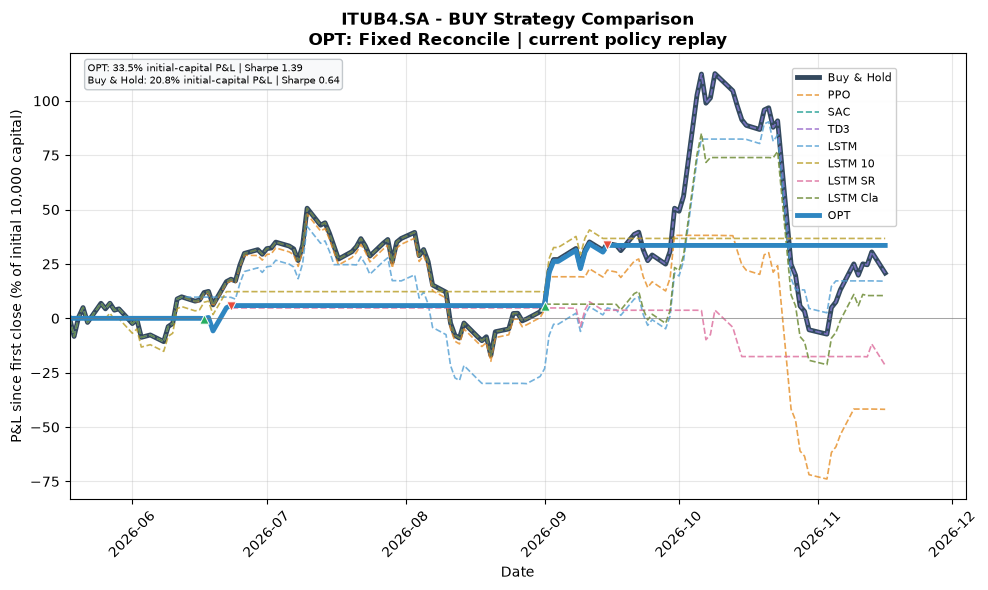 ITUB4.SA - BUY Strategy Comparison
OPT: Fixed Reconcile | current policy replay
OPT: 33.5% initial-capital P&L | Sharpe 1.39
Buy & Hold: 20.8% initial-capital P&L | Sharpe 0.64
Buy & Hold
PPO
SAC
TD3
LSTM
LSTM 10
LSTM SR
LSTM Cla
OPT
P&L since first close (% of initial 10,000 capital)
100
75
50
25
0
−25
−50
−75
2026-06
2026-07
2026-08
2026-09
2026-10
2026-11
2026-12
Date